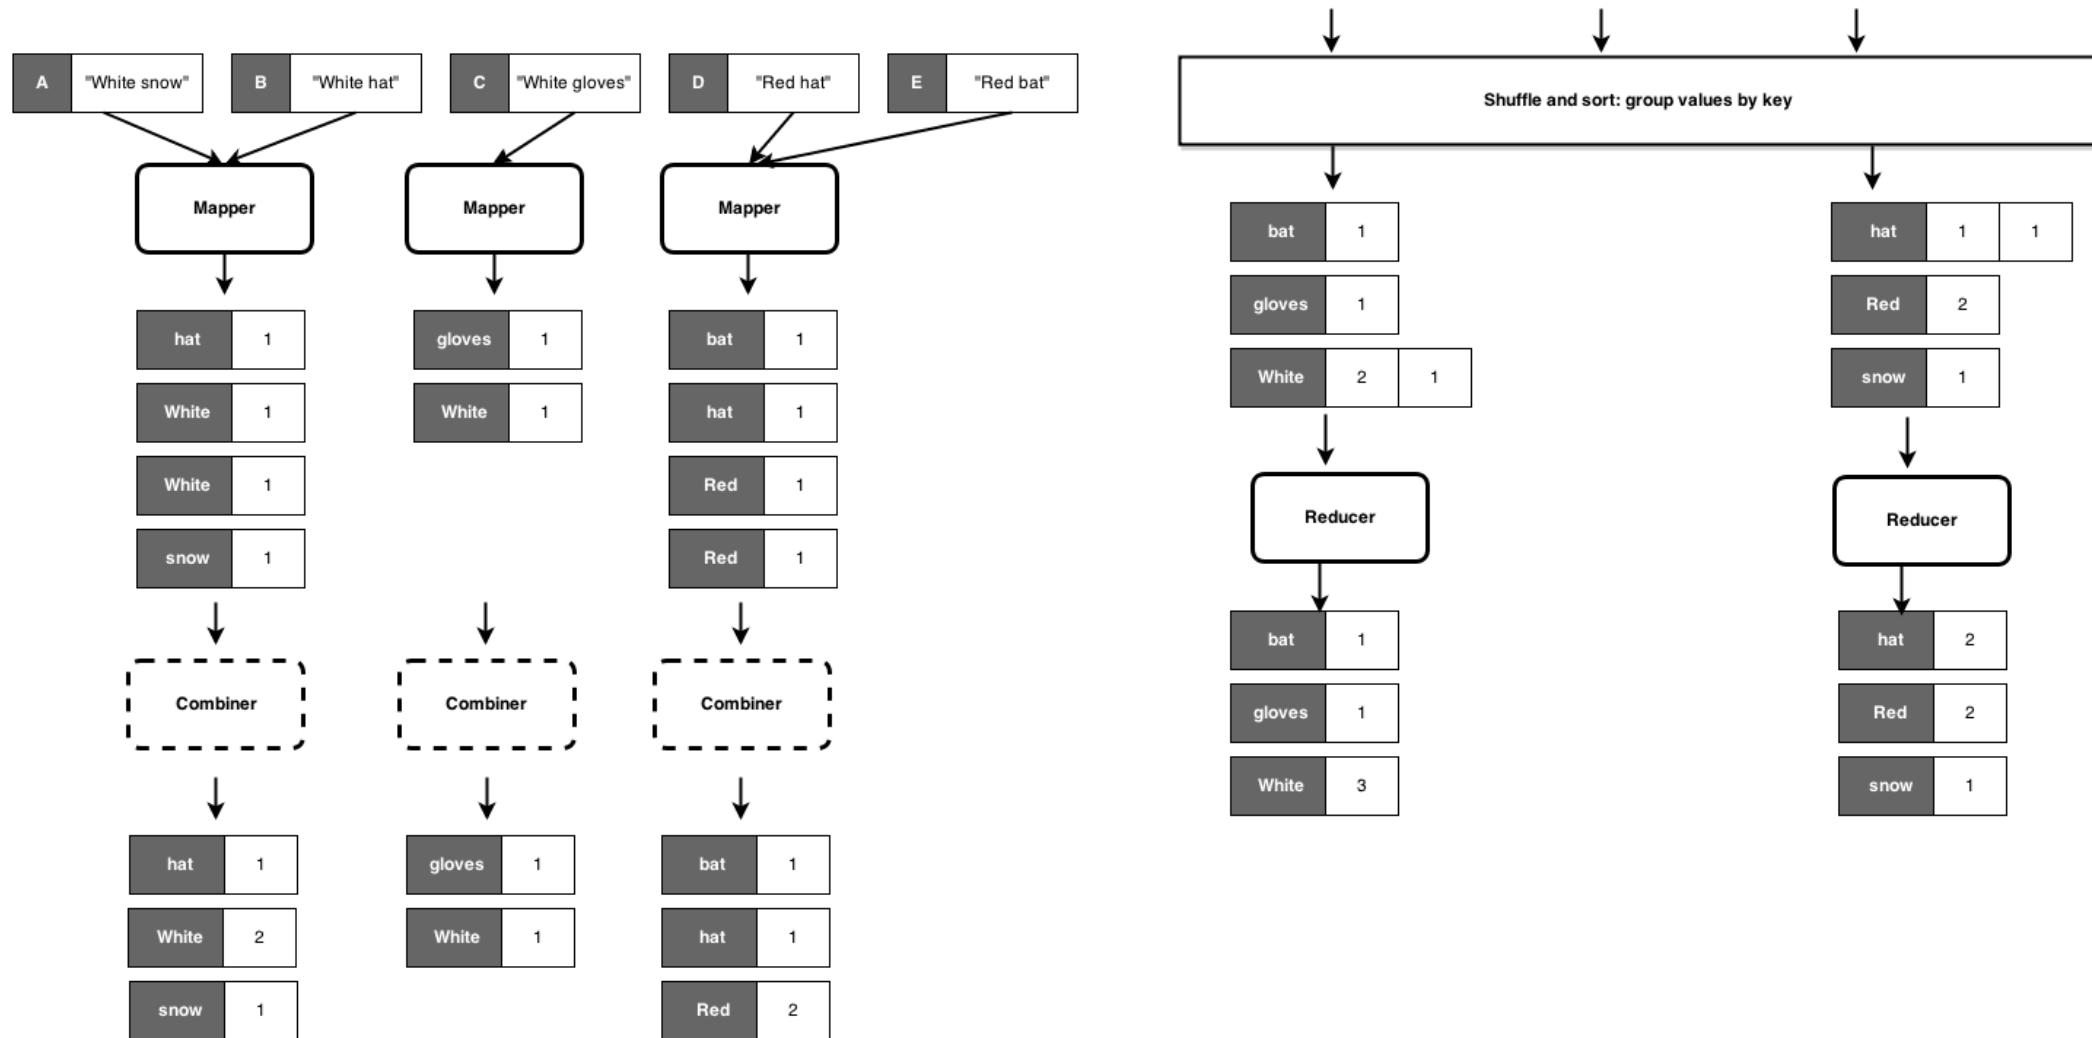 A "White snow" B "White hat" C "White gloves" D "Red hat" E "Red bat"
Mapper Mapper Mapper
hat 1 gloves 1 bat 1
White 1 White 1 hat 1
White 1 Red 1
snow 1 Red 1
Combiner Combiner Combiner
hat 1 gloves 1 bat 1
White 2 White 1 hat 1
snow 1 Red 2
Shuffle and sort: group values by key
bat 1 hat 1 1
gloves 1 Red 2
White 2 1 snow 1
Reducer Reducer
bat 1 hat 2
gloves 1 Red 2
White 3 snow 1